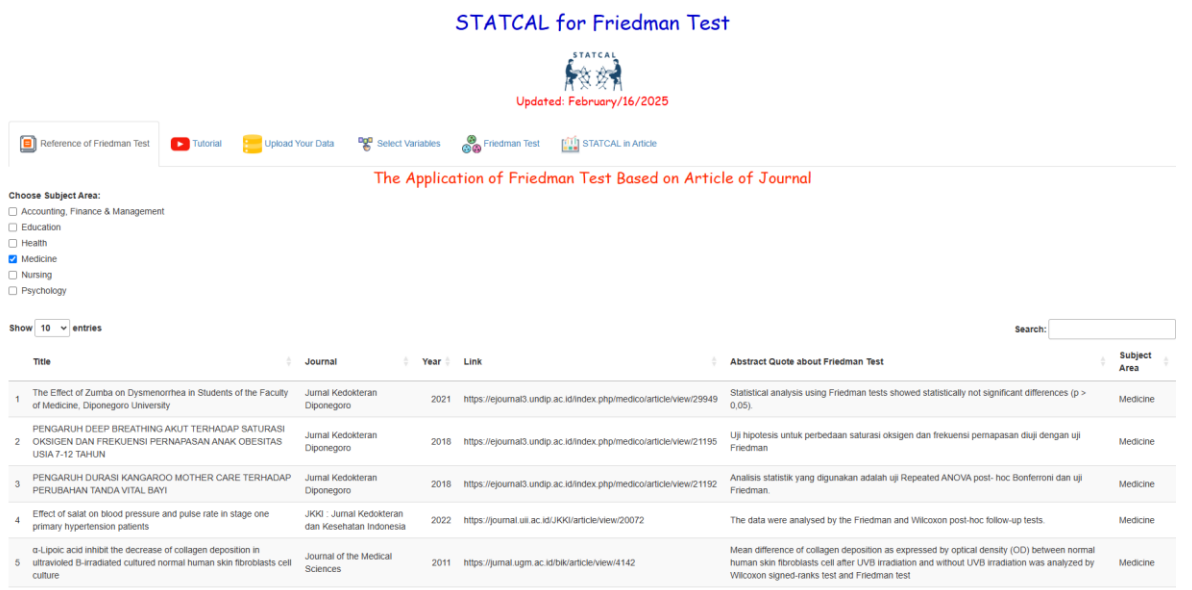 STATCAL for Friedman Test
STATCAL
Updated: February/16/2025
Reference of Friedman Test Tutorial Upload Your Data Select Variables Friedman Test STATCAL in Article
The Application of Friedman Test Based on Article of Journal
Choose Subject Area:
Accounting, Finance & Management
Education
Health
Medicine
Nursing
Psychology
Show 10 entries Search:
Title Journal Year Link Abstract Quote about Friedman Test Subject Area
1 The Effect of Zumba on Dysmenorrhea in Students of the Faculty
of Medicine, Diponegoro University
Jurnal Kedokteran
Diponegoro
2021 https://ejournal3.undip.ac.id/index.php/medico/article/view/29949
Statistical analysis using Friedman tests showed statistically not significant differences (p >
0,05).
Medicine
2 PENGARUH DEEP BREATHING AKUT TERHADAP SATURASI
OKSIGEN DAN FREKUENSI PERNAPASAN ANAK OBESITAS
USIA 7-12 TAHUN
Jurnal Kedokteran
Diponegoro
2018 https://ejournal3.undip.ac.id/index.php/medico/article/view/21195
Uji hipotesis untuk perbedaan saturasi oksigen dan frekuensi pernapasan diuji dengan uji
Friedman
Medicine
3 PENGARUH DURASI KANGAROO MOTHER CARE TERHADAP
PERUBAHAN TANDA VITAL BAYI
Jurnal Kedokteran
Diponegoro
2018 https://ejournal3.undip.ac.id/index.php/medico/article/view/21192
Analisis statistik yang digunakan adalah uji Repeated ANOVA post- hoc Bonferroni dan uji
Friedman.
Medicine
4 Effect of salat on blood pressure and pulse rate in stage one
primary hypertension patients
JKKI : Jurnal Kedokteran
dan Kesehatan Indonesia
2022 https://journal.uii.ac.id/JKKI/article/view/20072
The data were analysed by the Friedman and Wilcoxon post-hoc follow-up tests.
Medicine
5 α-Lipoic acid inhibit the decrease of collagen deposition in
ultravioled B-irradiated cultured normal human skin fibroblasts cell
culture
Journal of the Medical
Sciences
2011 https://jurnal.ugm.ac.id/bik/article/view/4142
Mean difference of collagen deposition as expressed by optical density (OD) between normal
human skin fibroblasts cell after UVB irradiation and without UVB irradiation was analyzed by
Wilcoxon signed-ranks test and Friedman test
Medicine